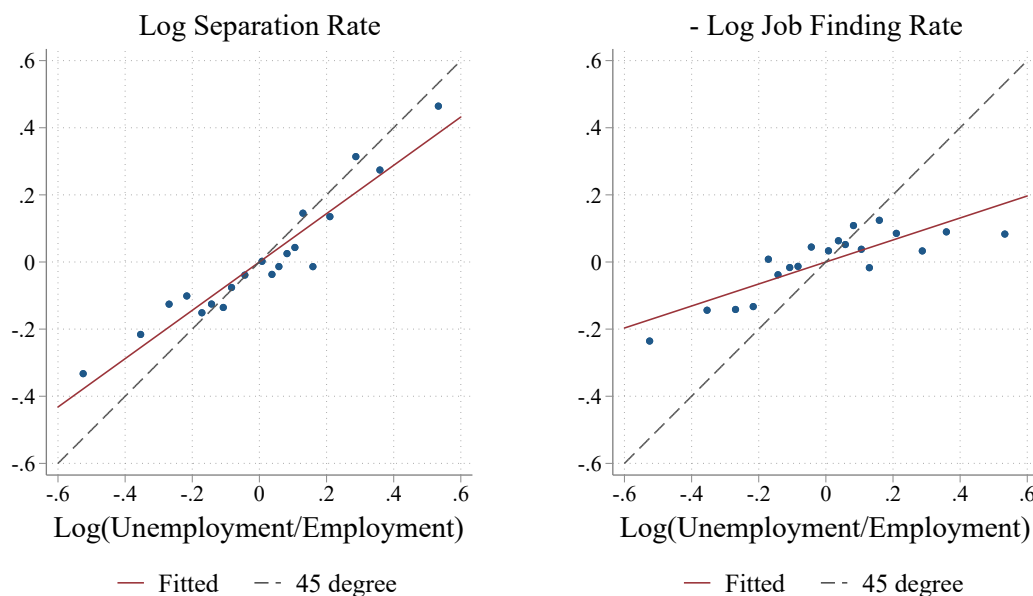 Log Separation Rate
.6
.4
.2
0
-.2
-.4
-.6
-.6 -.4 -.2 0 .2 .4 .6
Log(Unemployment/Employment)
Fitted 45 degree
- Log Job Finding Rate
.6
.4
.2
0
-.2
-.4
-.6
-.6 -.4 -.2 0 .2 .4 .6
Log(Unemployment/Employment)
Fitted 45 degree